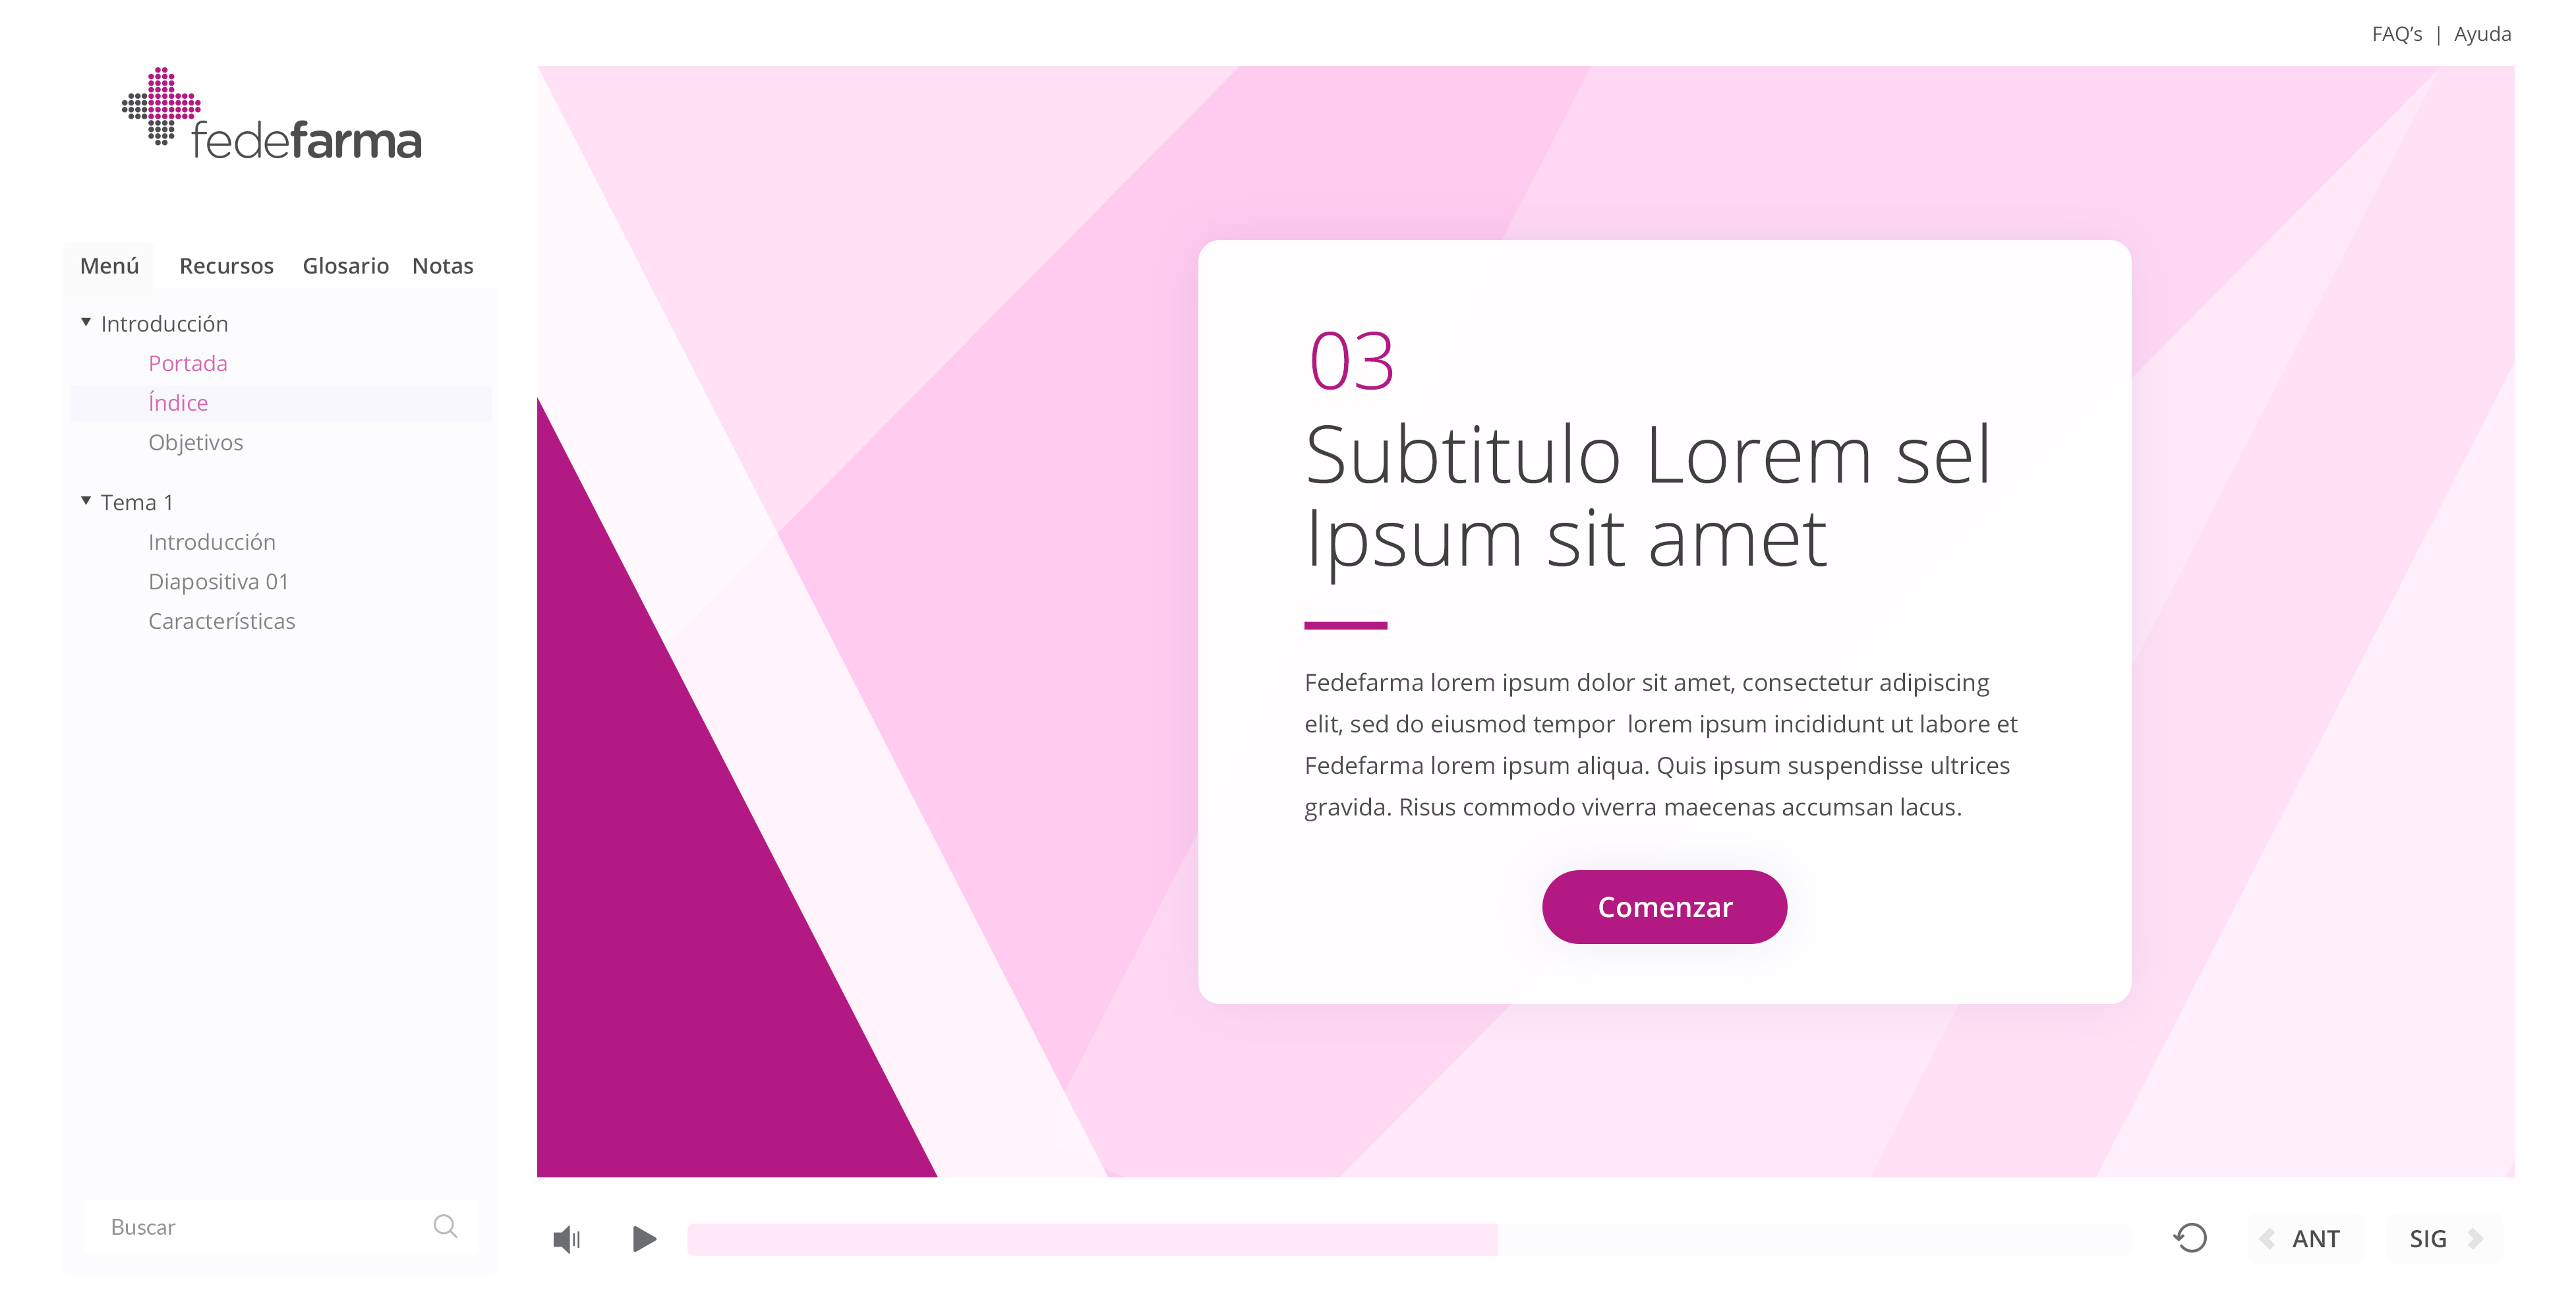 FAQ’s | Ayuda
fedefarma
Menú Recursos Glosario Notas
Introducción
Portada
Índice
Objetivos
Tema 1
Introducción
Diapositiva 01
Características
Buscar
03
Subtitulo Lorem sel
Ipsum sit amet
Fedefarma lorem ipsum dolor sit amet, consectetur adipiscing
elit, sed do eiusmod tempor  lorem ipsum incididunt ut labore et
Fedefarma lorem ipsum aliqua. Quis ipsum suspendisse ultrices
gravida. Risus commodo viverra maecenas accumsan lacus.
Comenzar
ANT SIG